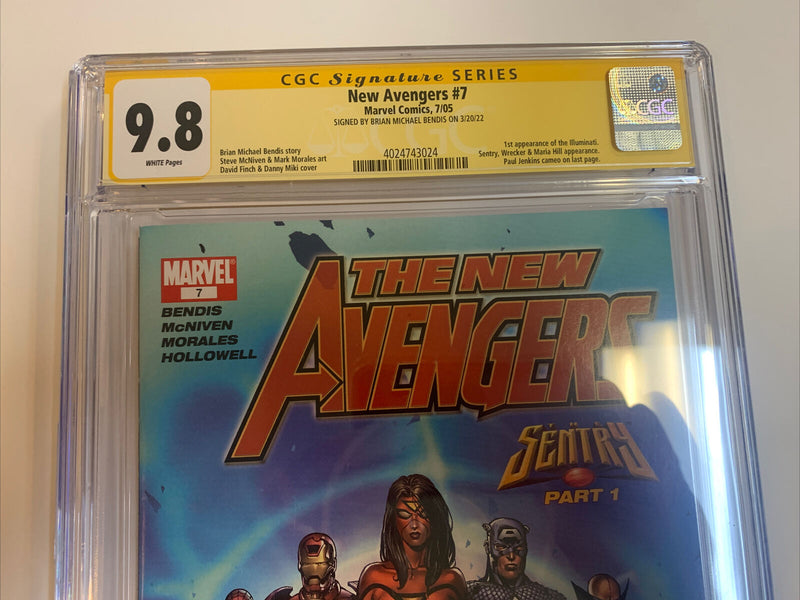 CGC Signature SERIES
New Avengers #7
Marvel Comics, 7/05
SIGNED BY BRIAN MICHAEL BENDIS ON 3/20/22
9.8
WHITE Pages
Brian Michael Bendis story
Steve McNiven & Mark Morales art
David Finch & Danny Miki cover
4024743024
1st appearance of the Illuminati.
Sentry, Wrecker & Maria Hill appearance.
Paul Jenkins cameo on last page.
CGC
CGC
MARVEL
7
BENDIS
McNIVEN
MORALES
HOLLOWELL
THE NEW
AVENGERS
THE
SENTRY
PART 1